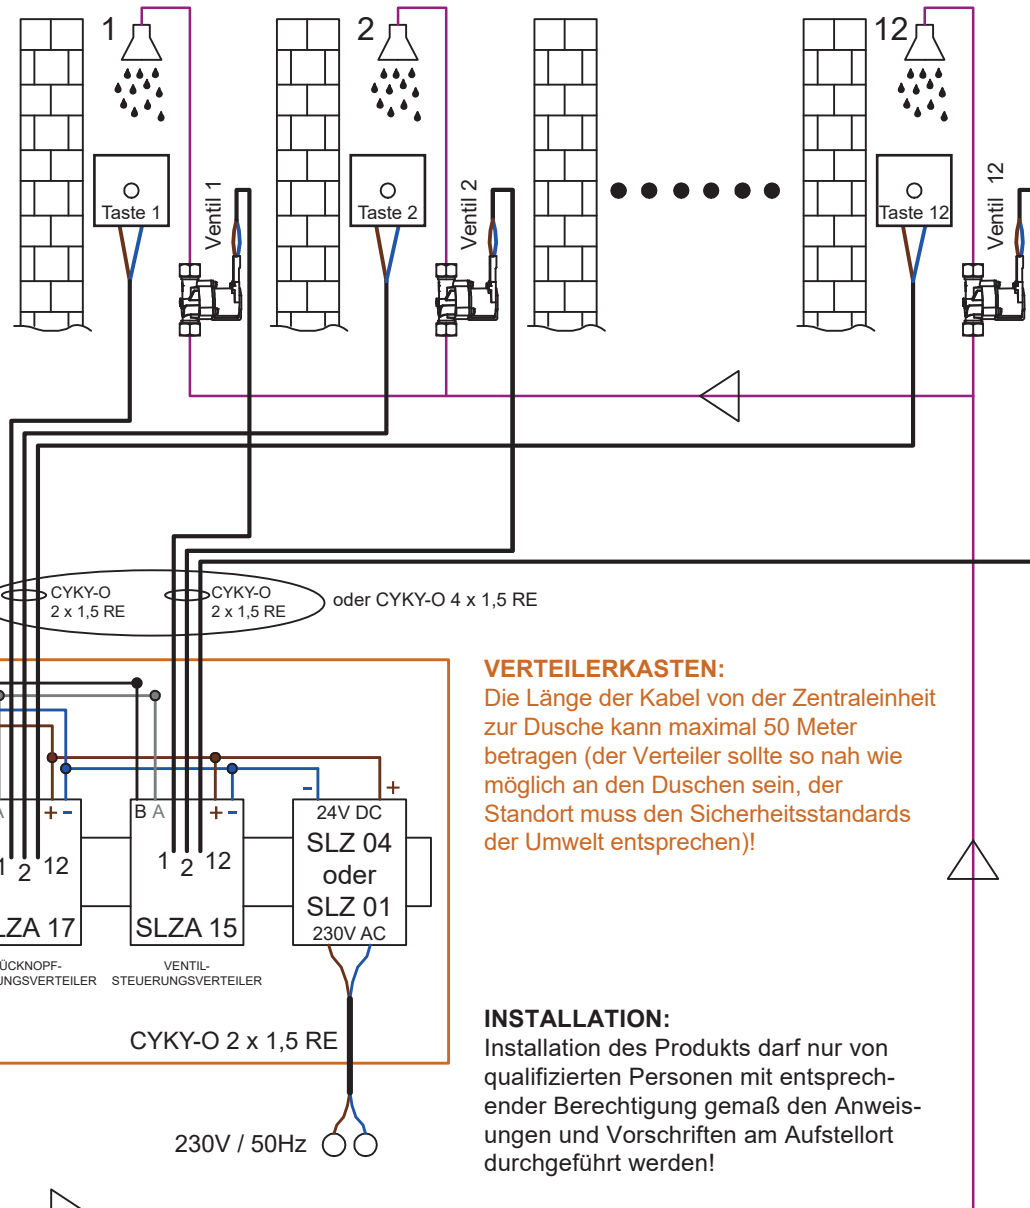 1
2
12
Taste 1
Ventil 1
Taste 2
Ventil 2
Taste 12
Ventil 12
CYKY-O
2 x 1,5 RE
CYKY-O
2 x 1,5 RE
oder CYKY-O 4 x 1,5 RE
VERTEILERKASTEN:
Die Länge der Kabel von der Zentraleinheit
zur Dusche kann maximal 50 Meter
betragen (der Verteiler sollte so nah wie
möglich an den Duschen sein, der
Standort muss den Sicherheitsstandards
der Umwelt entsprechen)!
A
+ -
1 2 12
LZA 17
ÜCKNOPF-
UNGSVERTEILER
B A
+ -
1 2 12
SLZA 15
VENTIL-
STEUERUNGSVERTEILER
- +
24V DC
SLZ 04
oder
SLZ 01
230V AC
CYKY-O 2 x 1,5 RE
230V / 50Hz
INSTALLATION:
Installation des Produkts darf nur von
qualifizierten Personen mit entsprech-
ender Berechtigung gemaß den Anweis-
ungen und Vorschriften am Aufstellort
durchgeführt werden!